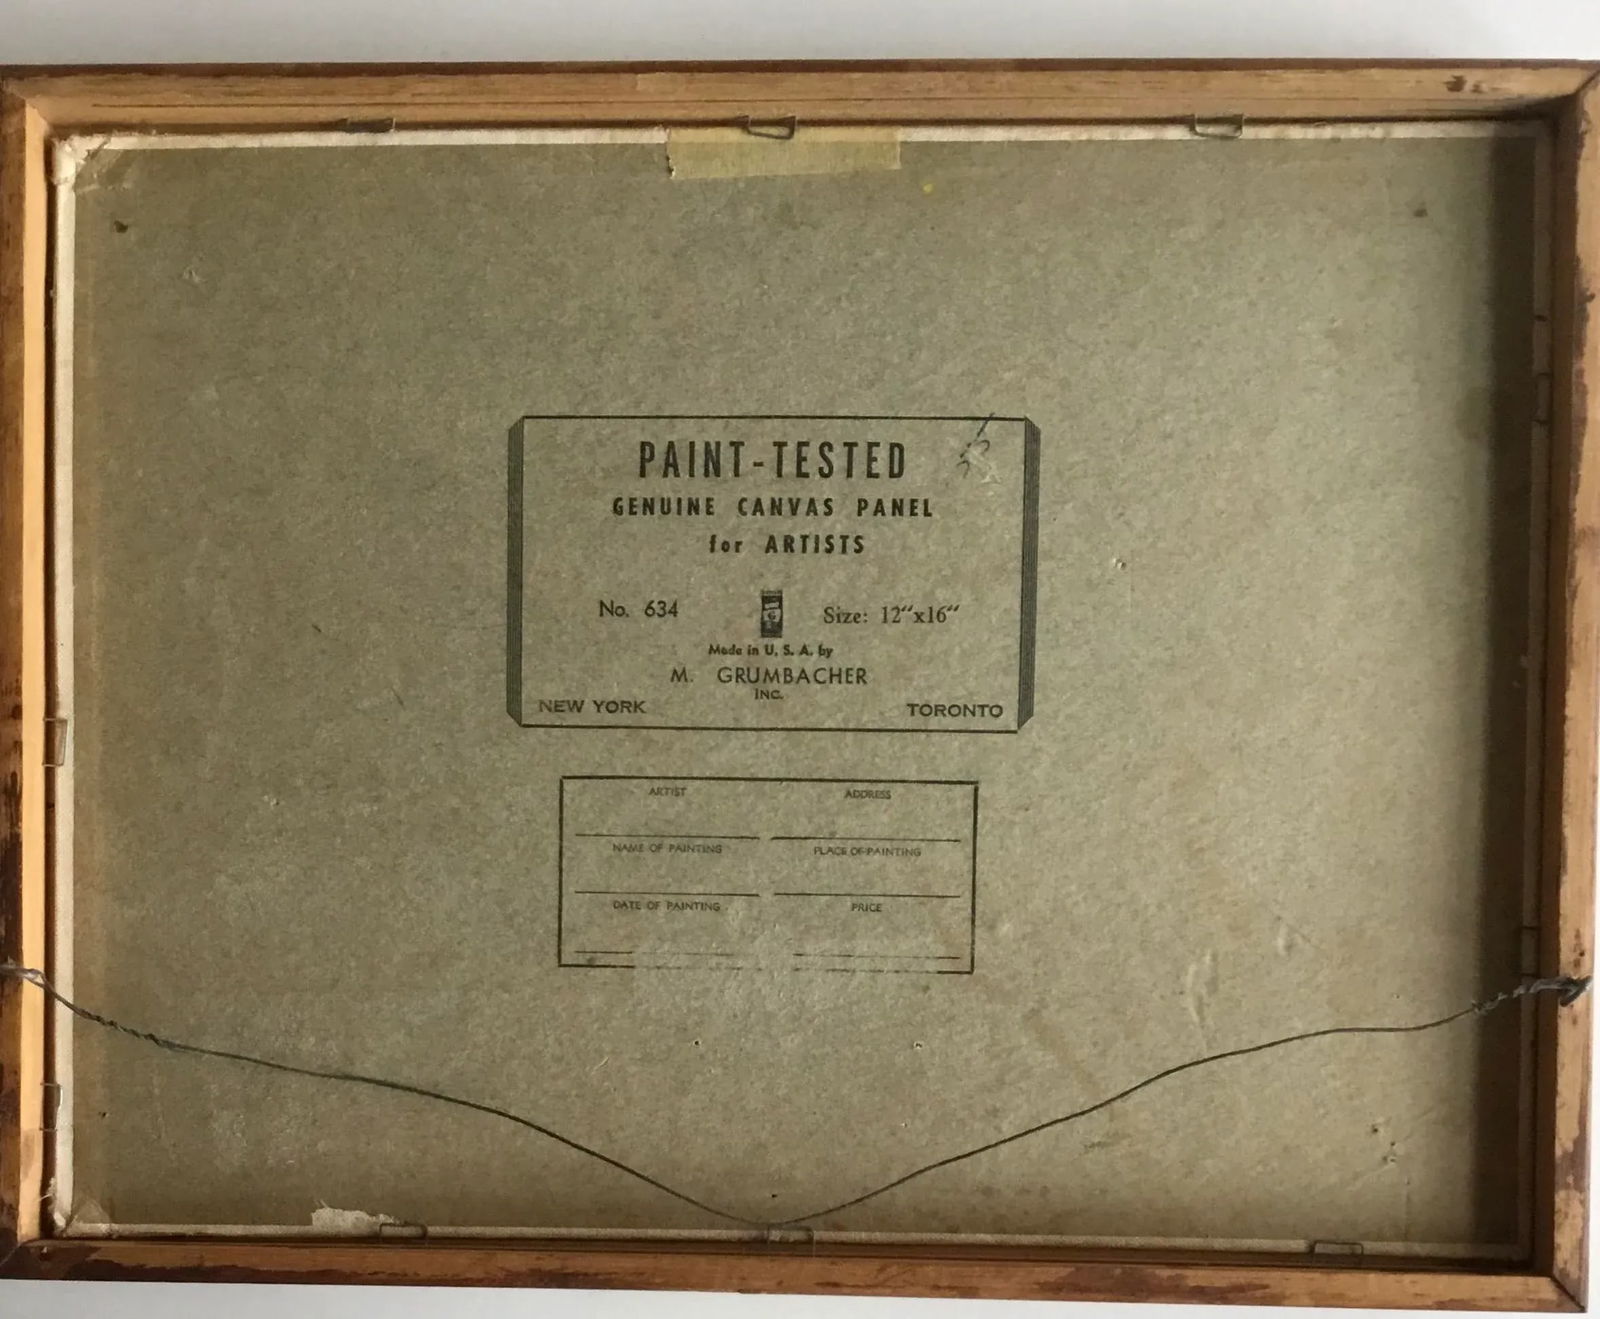 PAINT-TESTED
GENUINE CANVAS PANEL
for ARTISTS
No. 634 Size: 12"x16"
Made in U. S. A. by
M. GRUMBACHER
INC.
NEW YORK TORONTO
ARTIST ADDRESS
NAME OF PAINTING PLACE OF PAINTING
DATE OF PAINTING PRICE